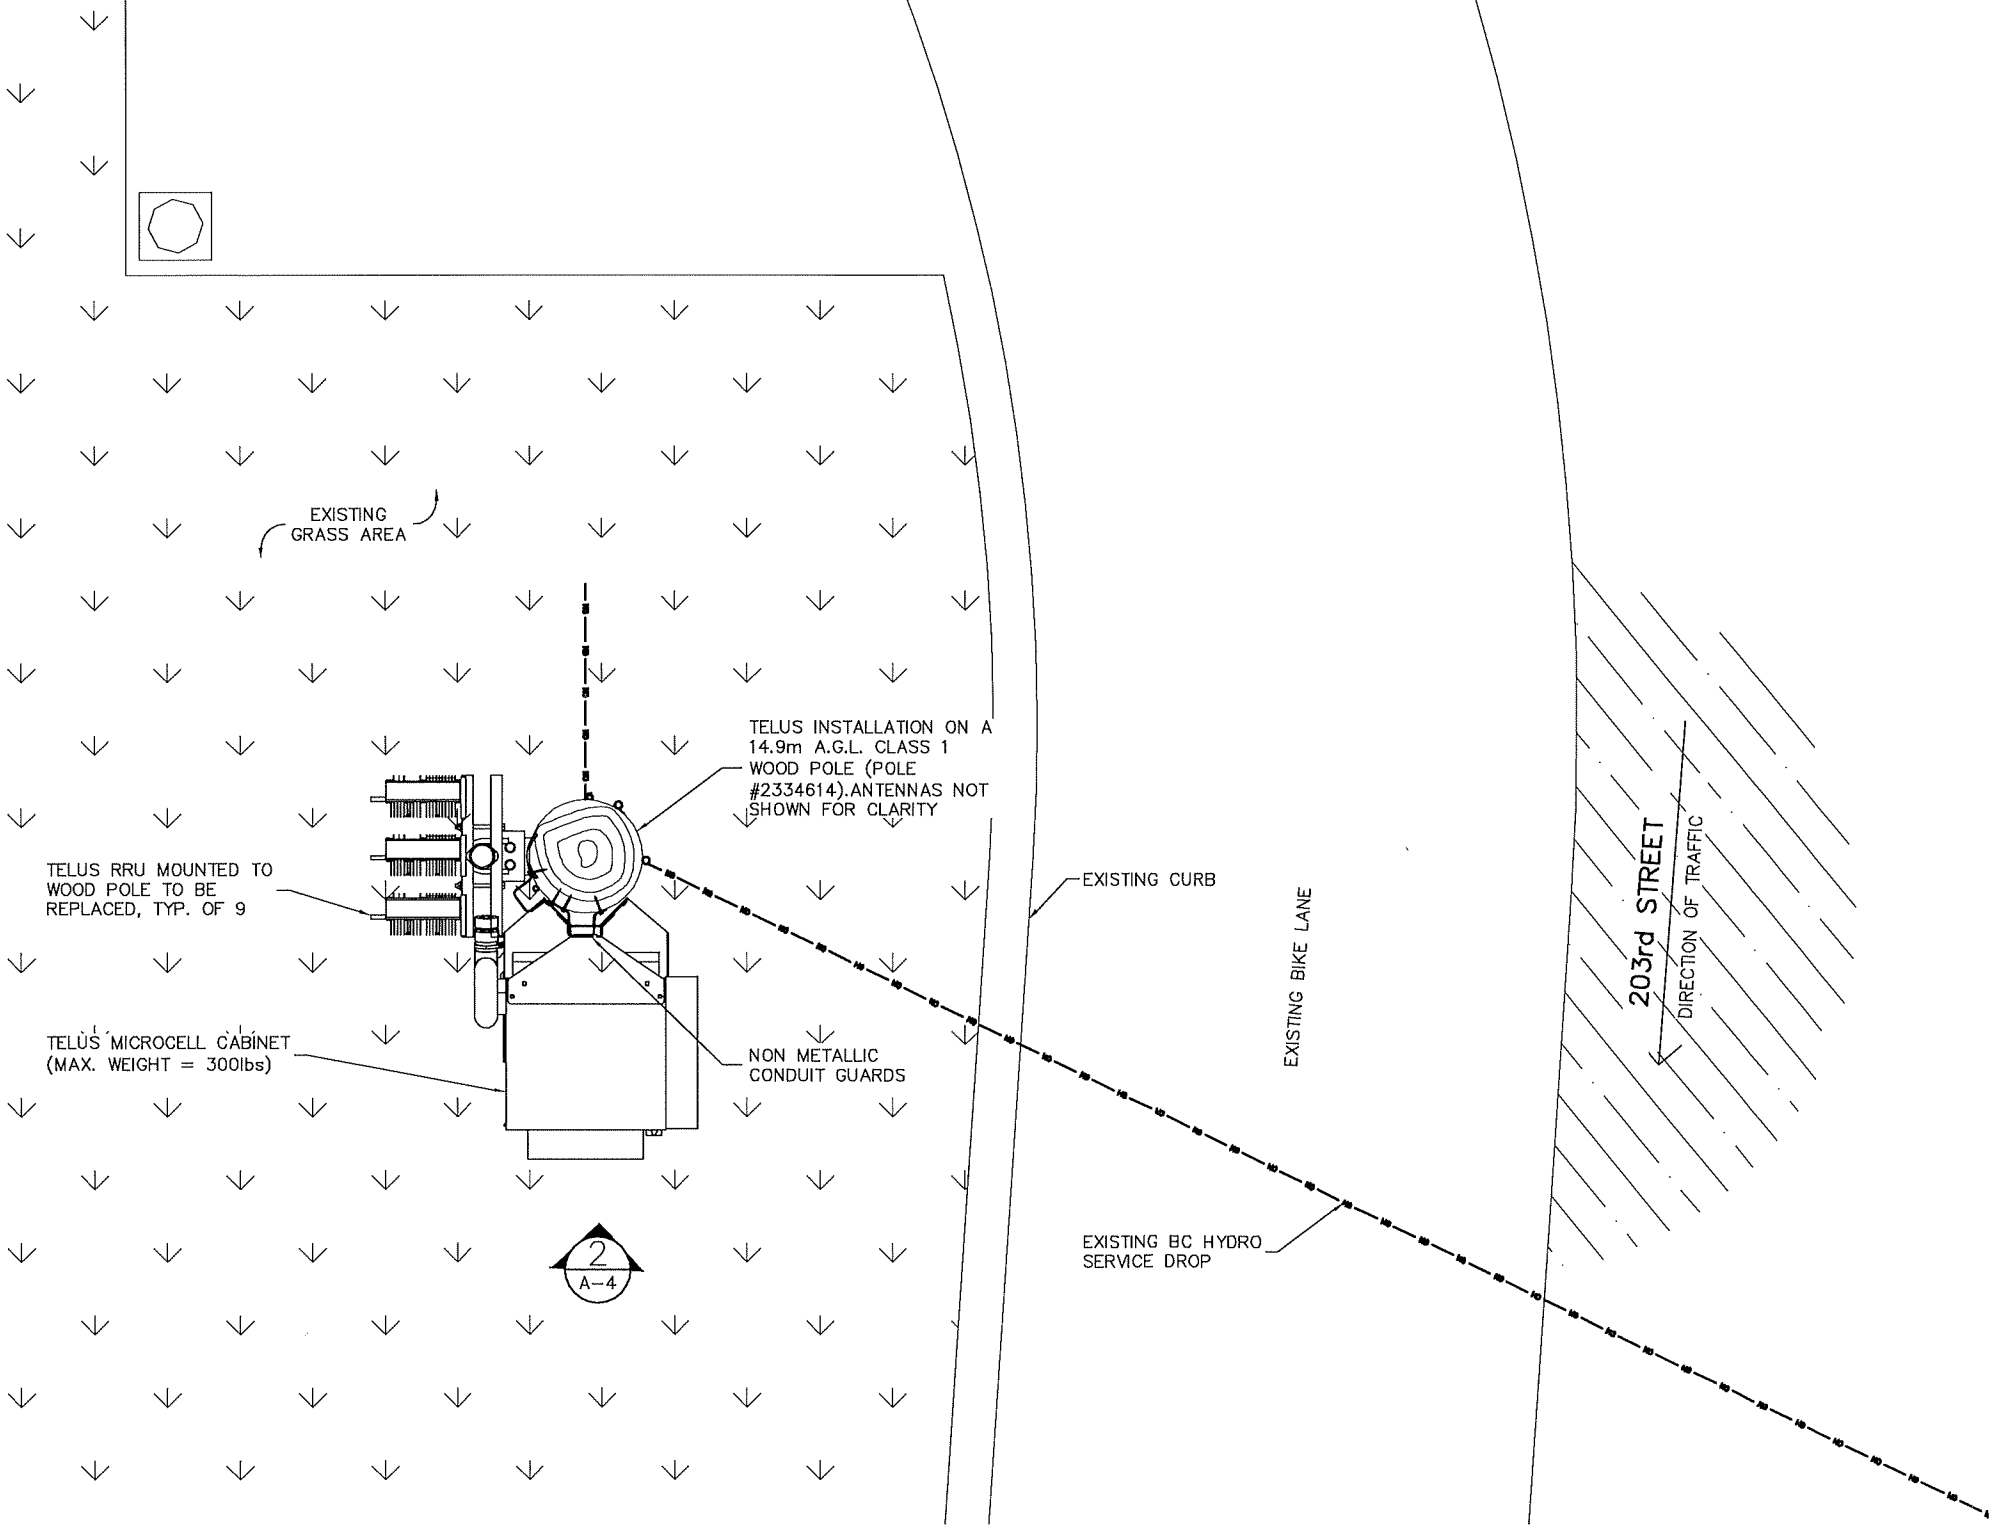 EXISTING
GRASS AREA
TELUS INSTALLATION ON A
14.9m A.G.L. CLASS 1
WOOD POLE (POLE
#2334614).ANTENNAS NOT
SHOWN FOR CLARITY
TELUS RRU MOUNTED TO
WOOD POLE TO BE
REPLACED, TYP. OF 9
EXISTING CURB
EXISTING BIKE LANE
203rd STREET
DIRECTION OF TRAFFIC
TELUS MICROCELL CABINET
(MAX. WEIGHT = 300lbs)
NON METALLIC
CONDUIT GUARDS
EXISTING BC HYDRO
SERVICE DROP
2
A-4